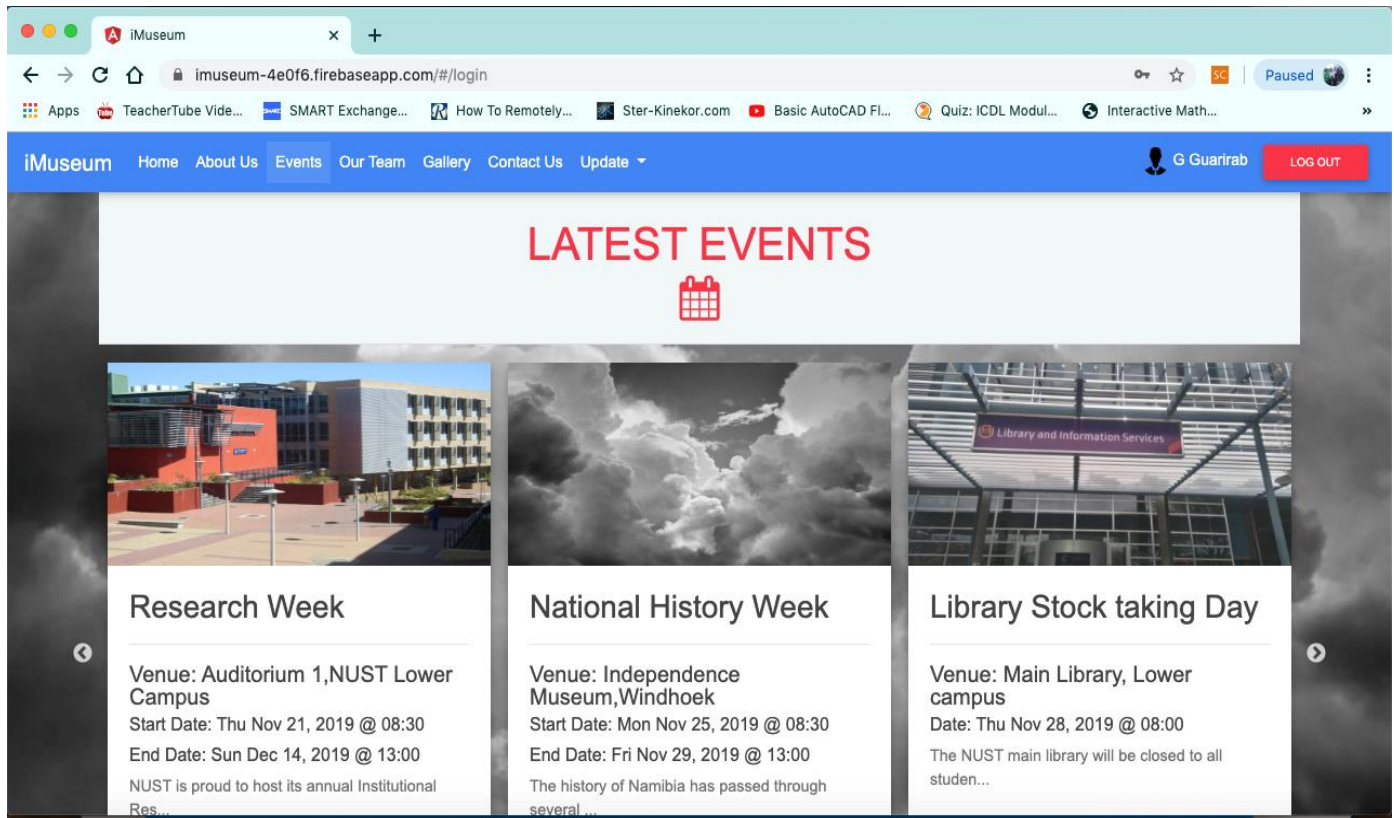 iMuseum
imuseum-4e0f6.firebaseapp.com/#/login
Paused
Apps TeacherTube Vide... SMART Exchange... How To Remotely... Ster-Kinekor.com Basic AutoCAD Fl... Quiz: ICDL Modul... Interactive Math... »
iMuseum Home About Us Events Our Team Gallery Contact Us Update G Guarirab LOG OUT
LATEST EVENTS
Library and Information Services
Research Week
Venue: Auditorium 1,NUST Lower
Campus
Start Date: Thu Nov 21, 2019 @ 08:30
End Date: Sun Dec 14, 2019 @ 13:00
NUST is proud to host its annual Institutional
Res...
National History Week
Venue: Independence
Museum,Windhoek
Start Date: Mon Nov 25, 2019 @ 08:30
End Date: Fri Nov 29, 2019 @ 13:00
The history of Namibia has passed through
several ...
Library Stock taking Day
Venue: Main Library, Lower
campus
Date: Thu Nov 28, 2019 @ 08:00
The NUST main library will be closed to all
studen...